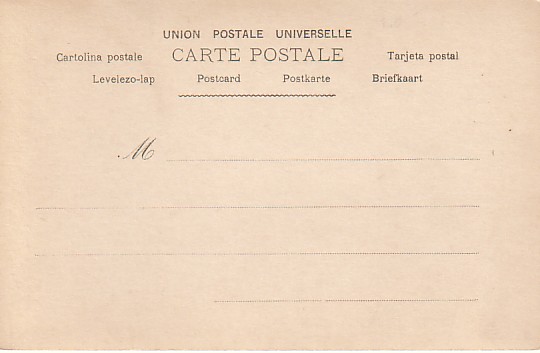 UNION POSTALE UNIVERSELLE
Cartolina postale CARTE POSTALE Tarjeta postal
Levelezo-lap Postcard Postkarte Briefkaart
M